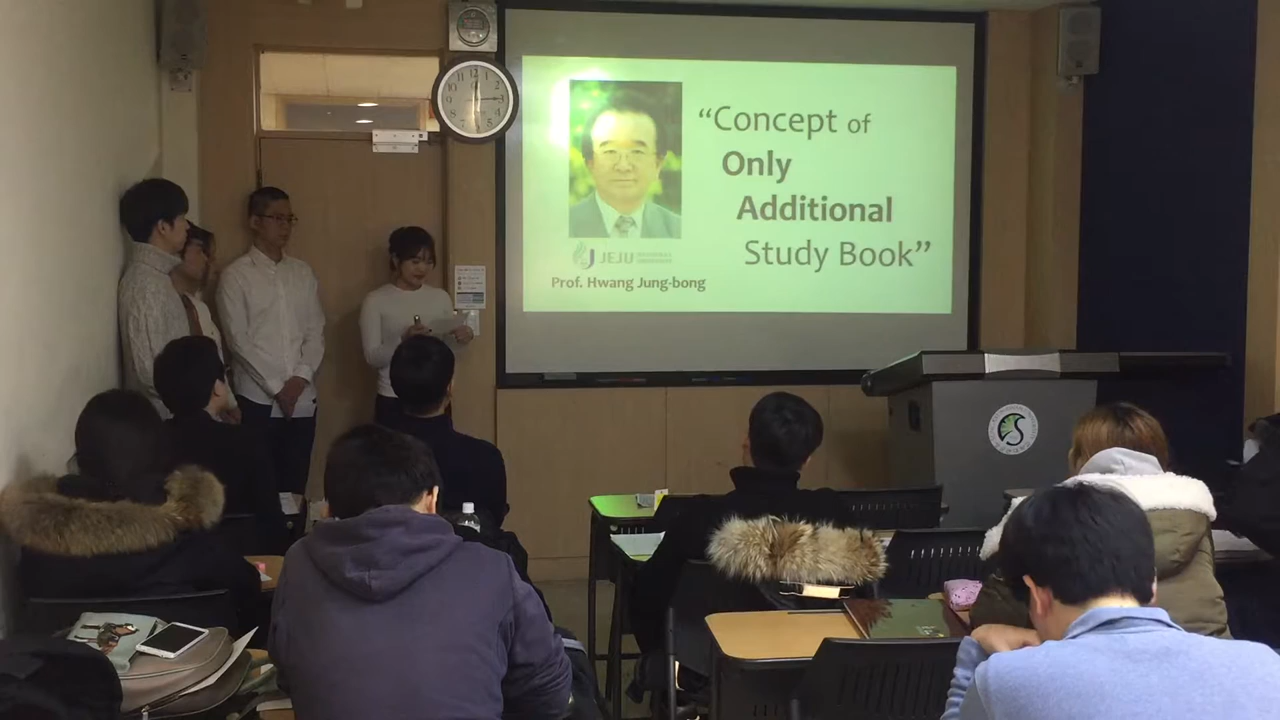 “Concept of
Only
Additional
Study Book”
JEJU
Prof. Hwang Jung-bong